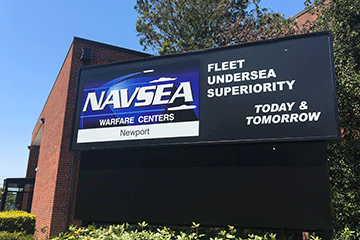 NAVSEA
WARFARE CENTERS
Newport
FLEET
UNDERSEA
SUPERIORITY
TODAY &
TOMORROW